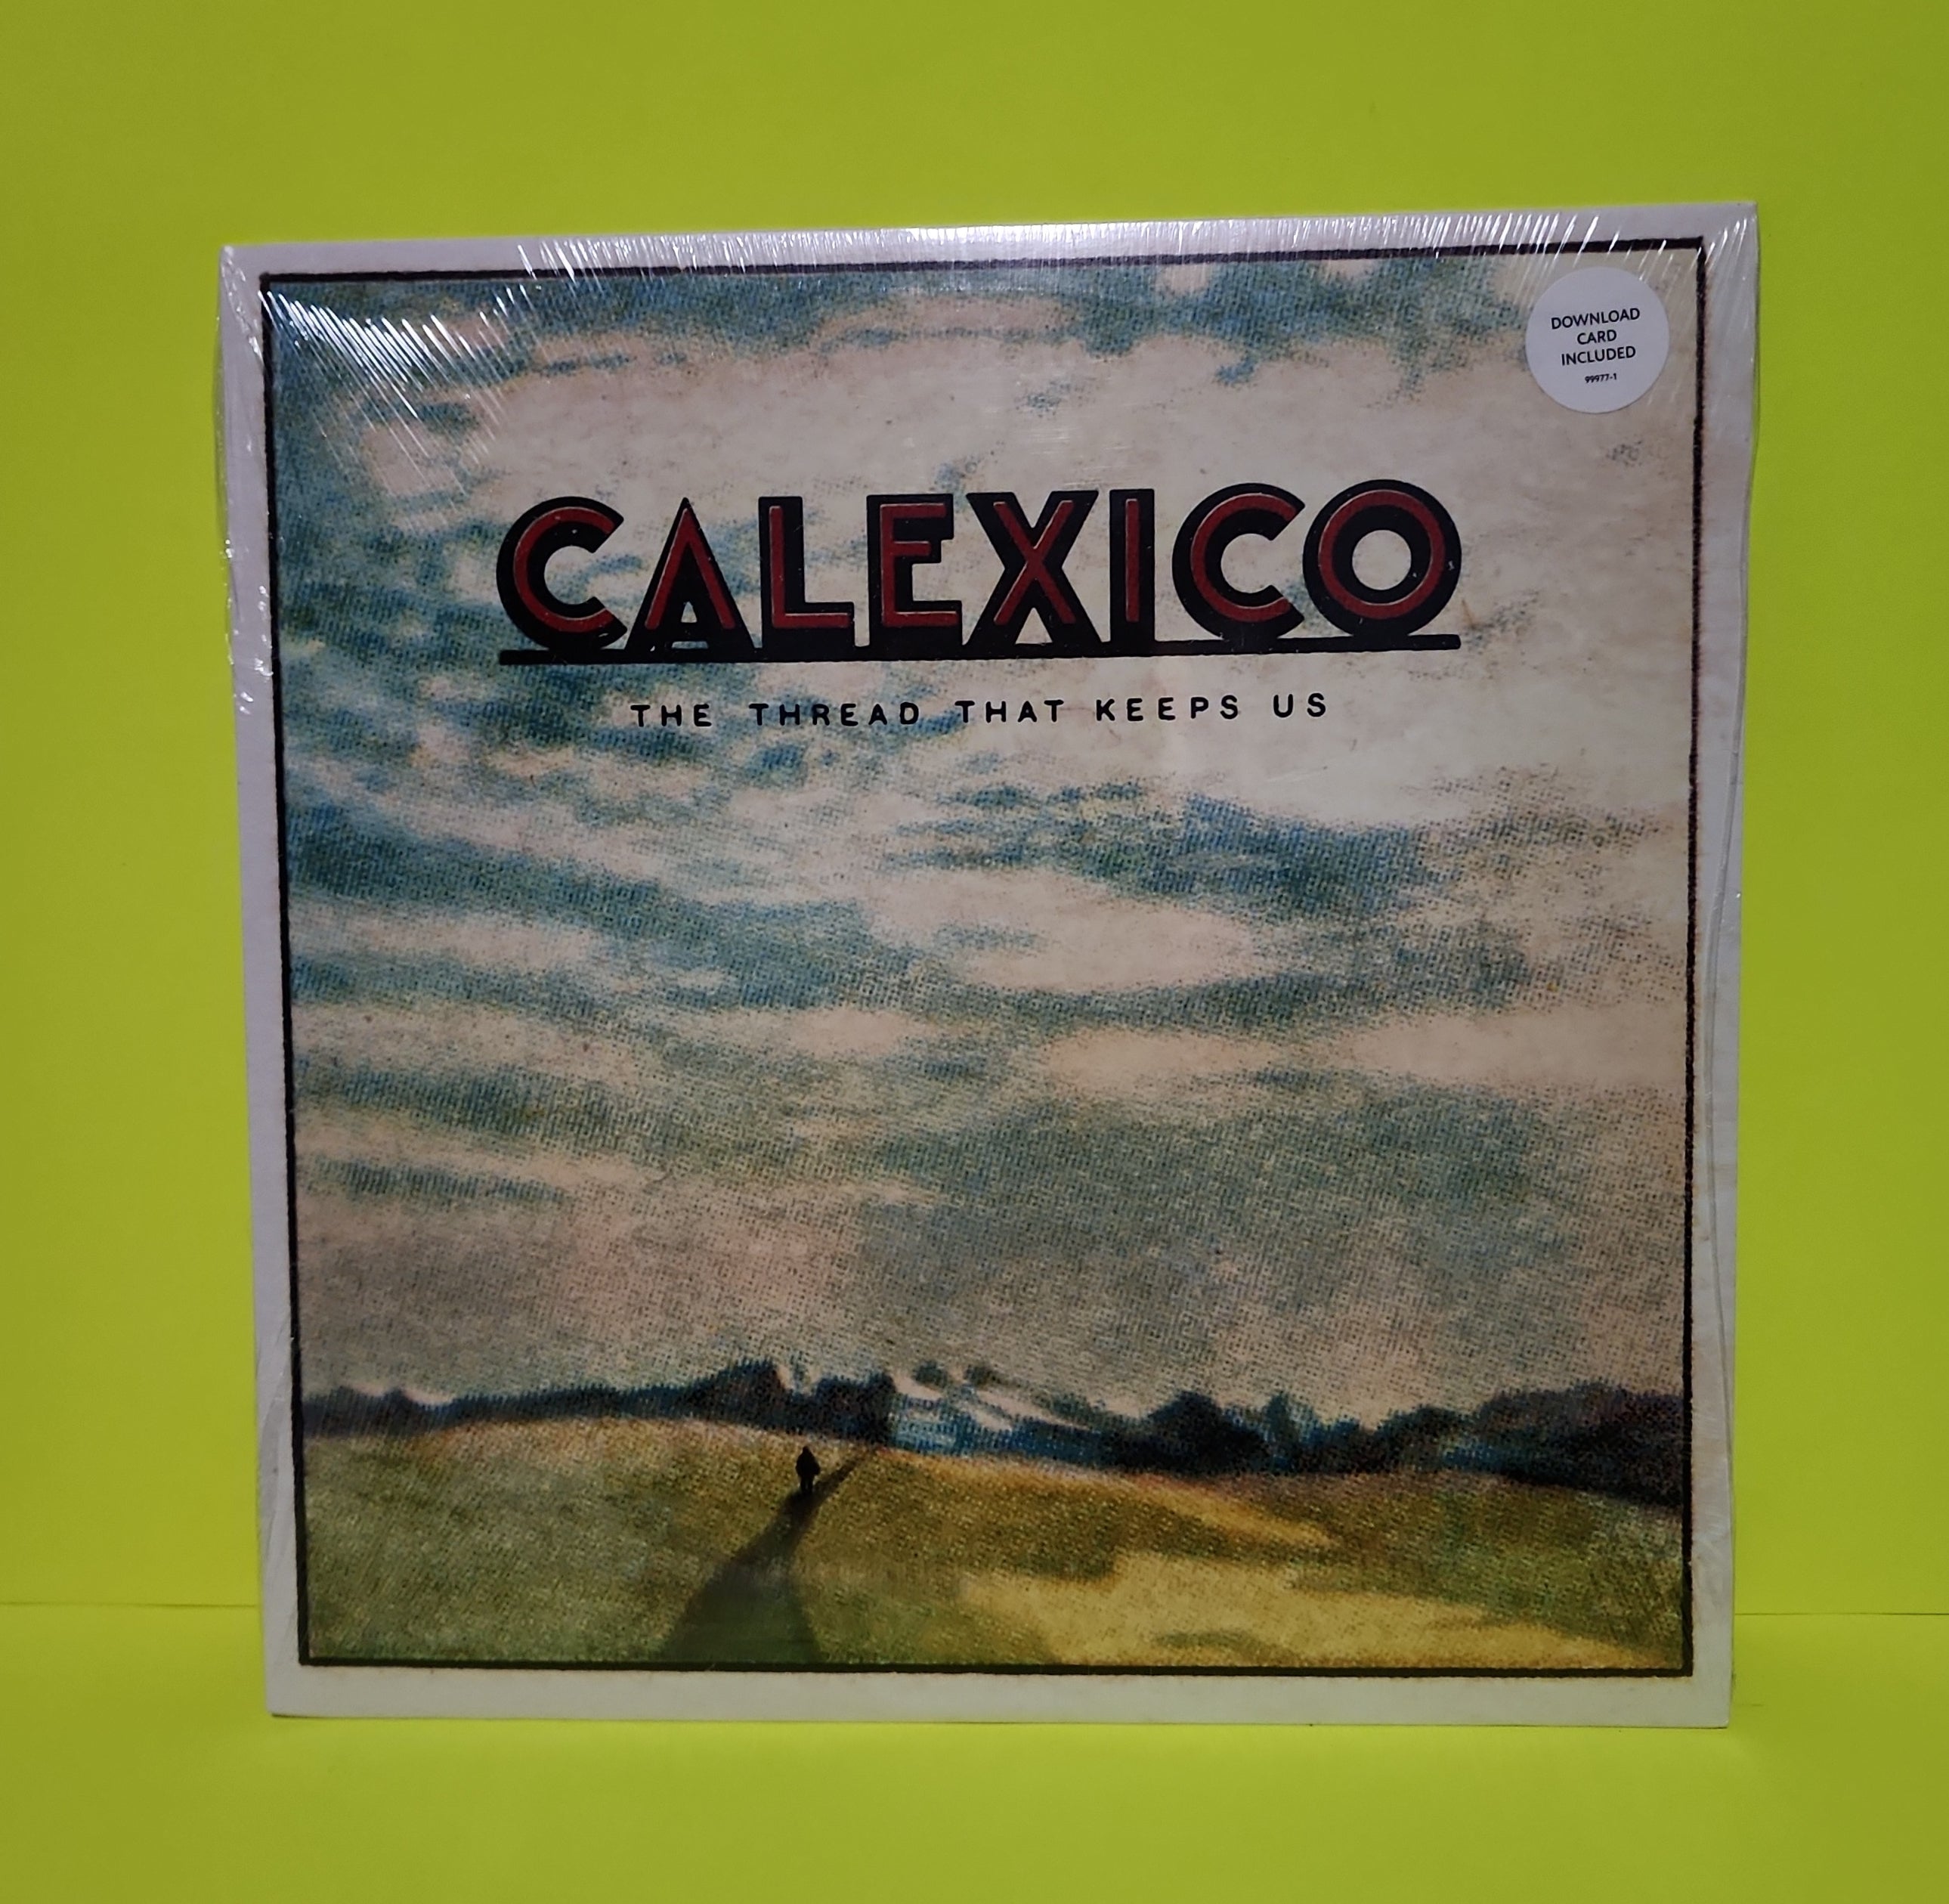 DOWNLOAD
CARD
INCLUDED
99977-1
CALEXICO
THE THREAD THAT KEEPS US